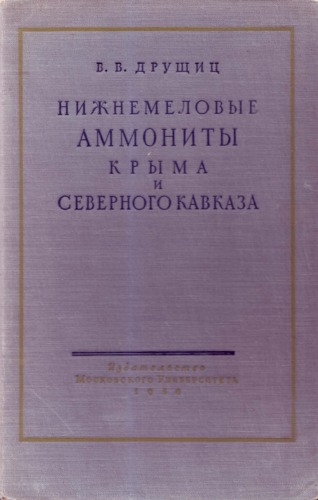 В. В. ДРУЩИЦ
НИЖНЕМЕЛОВЫЕ
АММОНИТЫ
КРЫМА
И
СЕВЕРНОГО КАВКАЗА
Издательство
Московского Университета